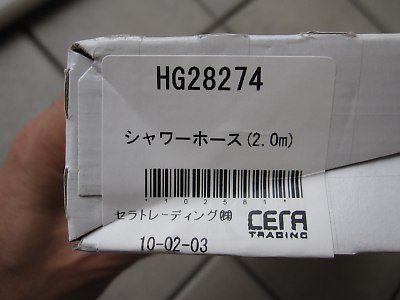 HG28274
シャワーホース(2.0m)
*102581*
セラトレーディング㈱ CERA
TRADING
10-02-03